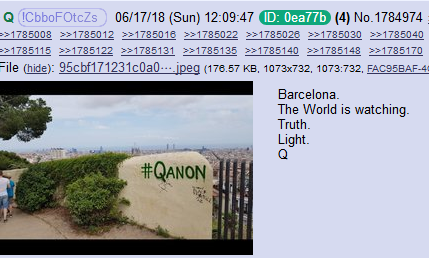 Q !CbboFOtcZs 06/17/18 (Sun) 12:09:47 ID: 0ea77b (4) No.1784974
>>1785008 >>1785012 >>1785016 >>1785022 >>1785026 >>1785030 >>1785040
>>1785115 >>1785122 >>1785131 >>1785135 >>1785140 >>1785148 >>1785170
File (hide): 95cbf171231c0a0⋯.jpeg (176.57 KB, 1073x732, 1073:732, FAC95BAF-4C
#QANON
Barcelona.
The World is watching.
Truth.
Light.
Q